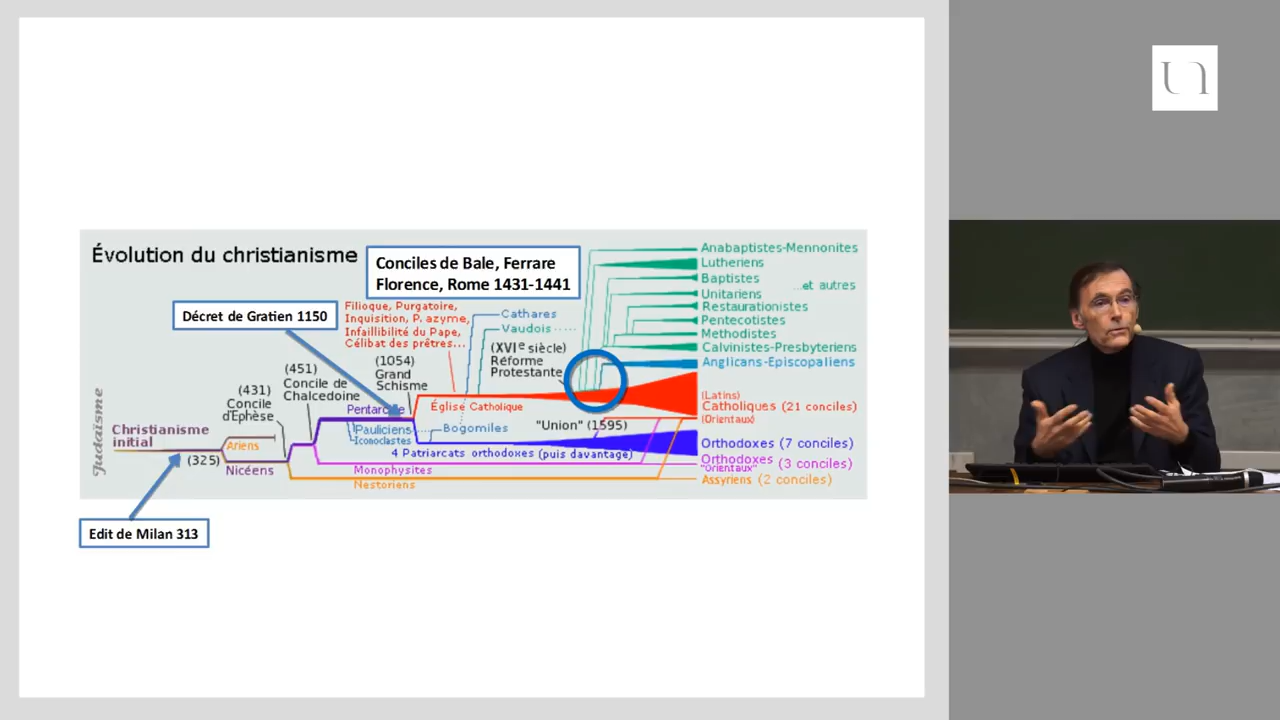 Évolution du christianisme
Conciles de Bale, Ferrare
Florence, Rome 1431-1441
Décret de Gratien 1150
Filioque, Purgatoire,
Inquisition, P. azyme,
Infaillibilité du Pape,
Célibat des prêtres...
Cathares
Vaudois
(XVIe siècle)
Réforme
Protestante
(1054)
Grand
Schisme
(451)
Concile de
Chalcedoine
(431)
Concile
d'Ephèse
Judaïsme
Christianisme
initial
(325)
Ariens
Nicéens
Pentarchie
Pauliciens
Iconoclastes
Bogomiles
Église Catholique
"Union" (1595)
4 Patriarcats orthodoxes (puis davantage)
Monophysites
Nestoriens
Anabaptistes-Mennonites
Lutheriens
Baptistes
...et autres
Unitariens
Restaurationistes
Pentecotistes
Methodistes
Calvinistes-Presbyteriens
Anglicans-Episcopaliens
(Latins)
Catholiques (21 conciles)
(Orientaux)
Orthodoxes (7 conciles)
Orthodoxes (3 conciles)
"Orientaux"
Assyriens (2 conciles)
Edit de Milan 313